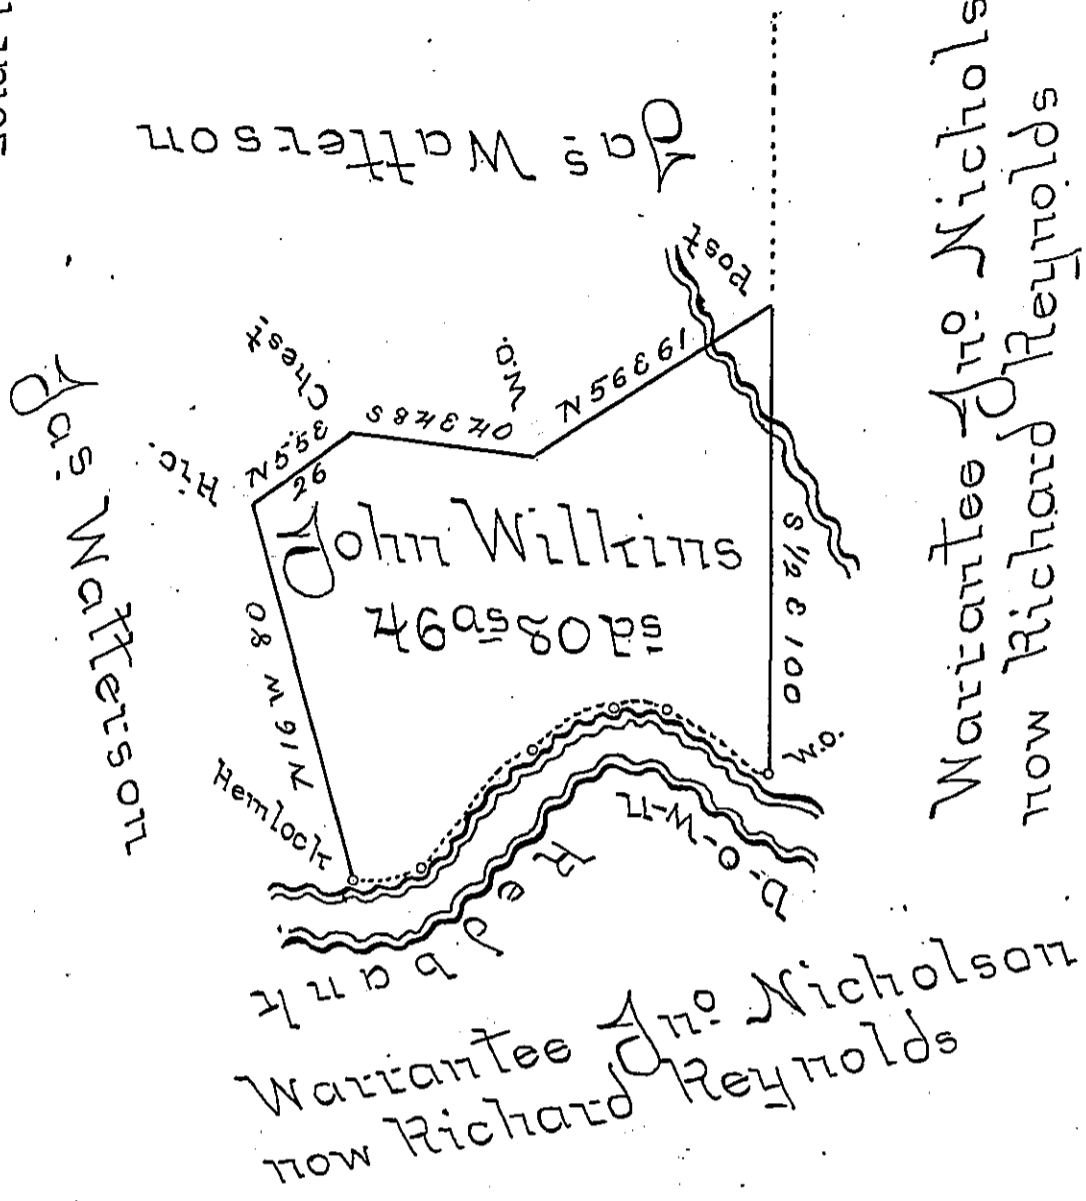 Jas Watterson
Post
Chest
W.O.
N 56 E 61
S 84 E 40
Hic.
N 55 E
26
Jas. Watterson
John Wilkins
46as 80ps
S ½ E 100
N 16 W 80
Hemlock
W.O.
D-o-w-n
Red bank
Warrantee Jno. Nichols
now Richard Reynolds
Warrantee Jno. Nicholson
now Richard Reynolds